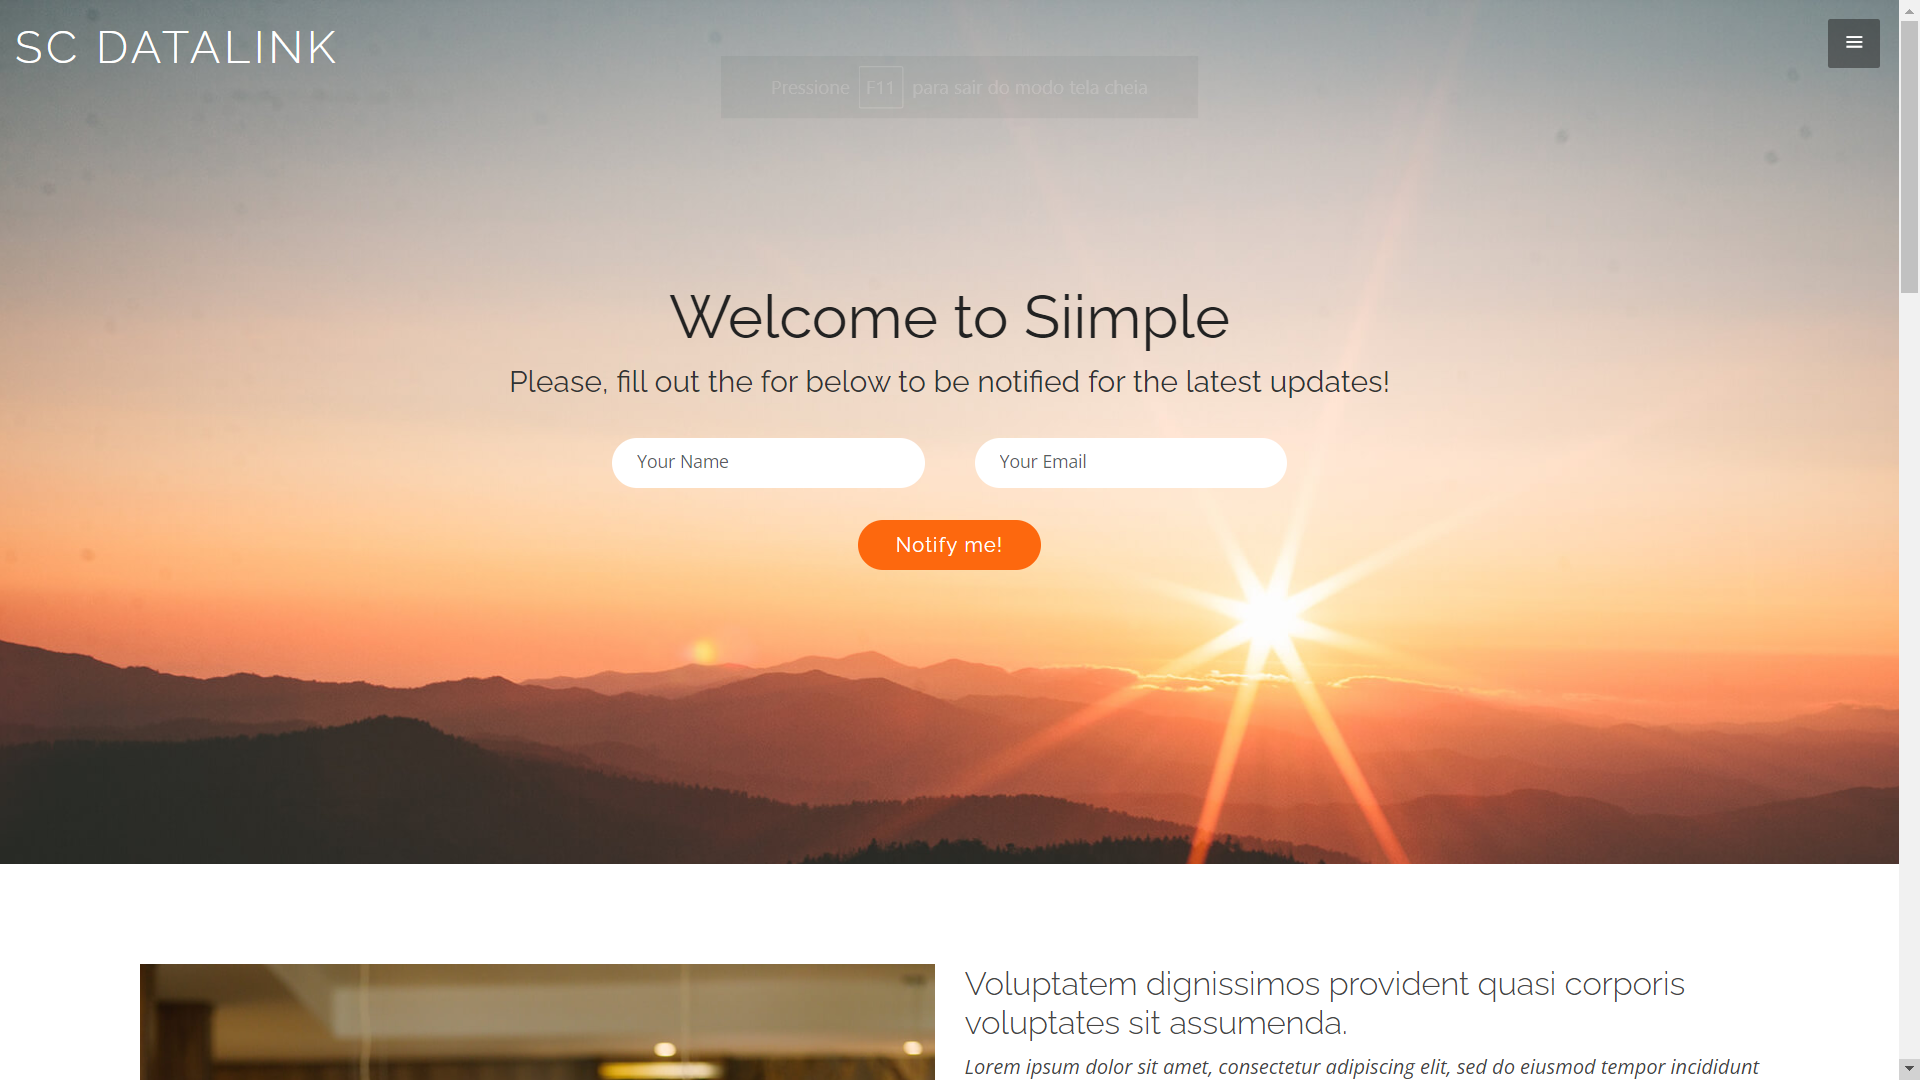 SC DATALINK
Pressione F11 para sair do modo tela cheia
Welcome to Siimple
Please, fill out the for below to be notified for the latest updates!
Your Name
Your Email
Notify me!
Voluptatem dignissimos provident quasi corporis
voluptates sit assumenda.
Lorem ipsum dolor sit amet, consectetur adipiscing elit, sed do eiusmod tempor incididunt